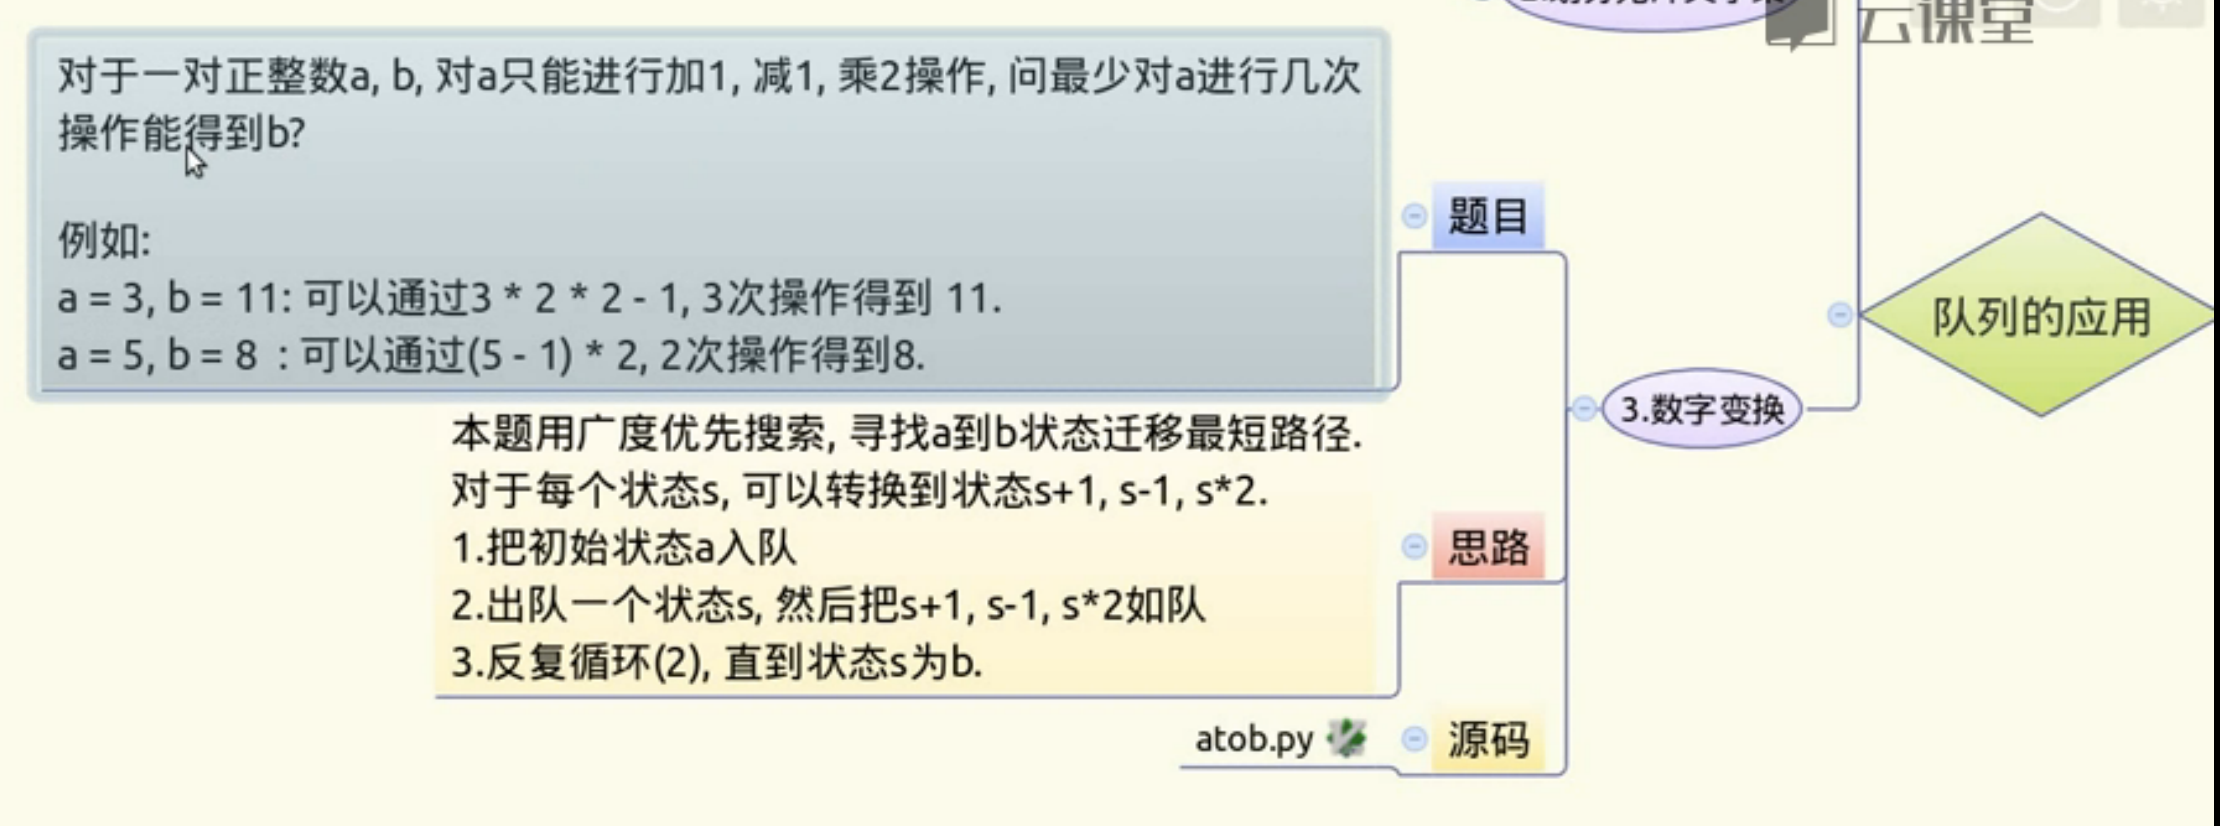 云课堂
对于一对正整数a, b, 对a只能进行加1, 减1, 乘2操作, 问最少对a进行几次
操作能得到b?
例如:
a = 3, b = 11: 可以通过3 * 2 * 2 - 1, 3次操作得到 11.
a = 5, b = 8 : 可以通过(5 - 1) * 2, 2次操作得到8.
题目
队列的应用
3.数字变换
本题用广度优先搜索, 寻找a到b状态迁移最短路径.
对于每个状态s, 可以转换到状态s+1, s-1, s*2.
1.把初始状态a入队
2.出队一个状态s, 然后把s+1, s-1, s*2如队
3.反复循环(2), 直到状态s为b.
思路
atob.py
源码